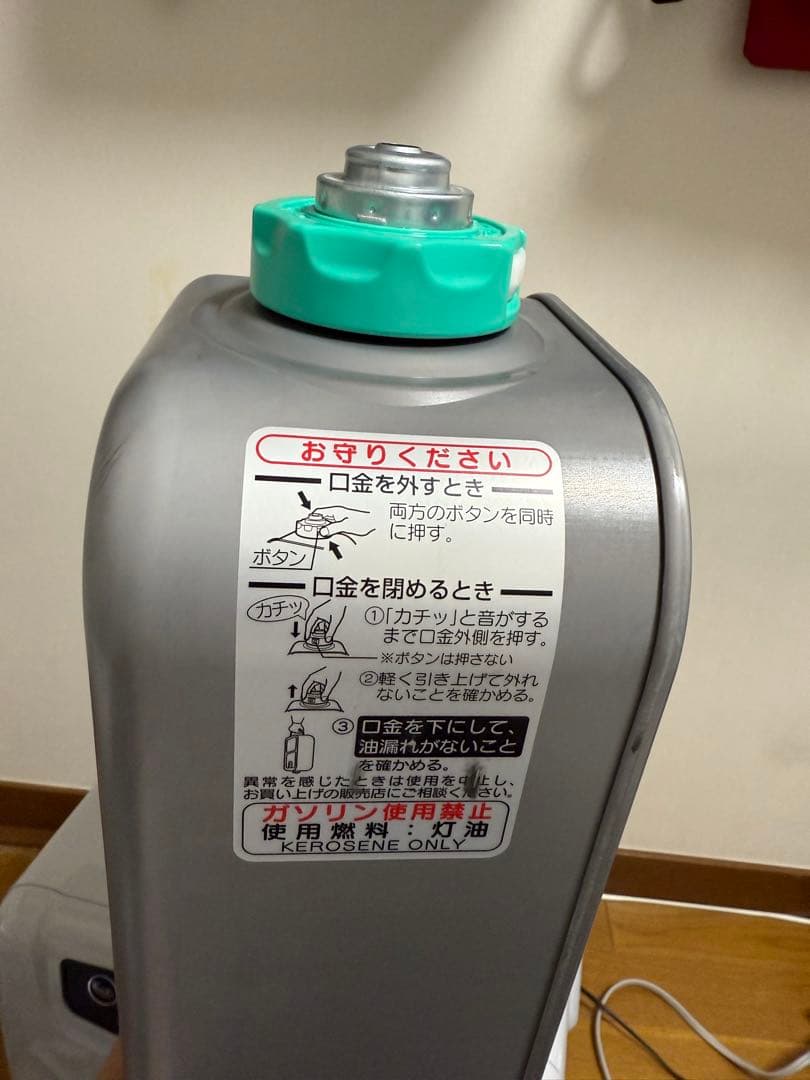 お守りください
口金を外すとき
両方のボタンを同時
に押す。
ボタン
口金を閉めるとき
カチッ
①「カチッ」と音がする
まで口金外側を押す。
※ボタンは押さない
②軽く引き上げて外れ
ないことを確かめる。
③口金を下にして、
油漏れがないこと
を確かめる。
異常を感じたときは使用を中止し、
お買い上げの販売店にご相談ください。
ガソリン使用禁止
使用燃料：灯油
KEROSENE ONLY